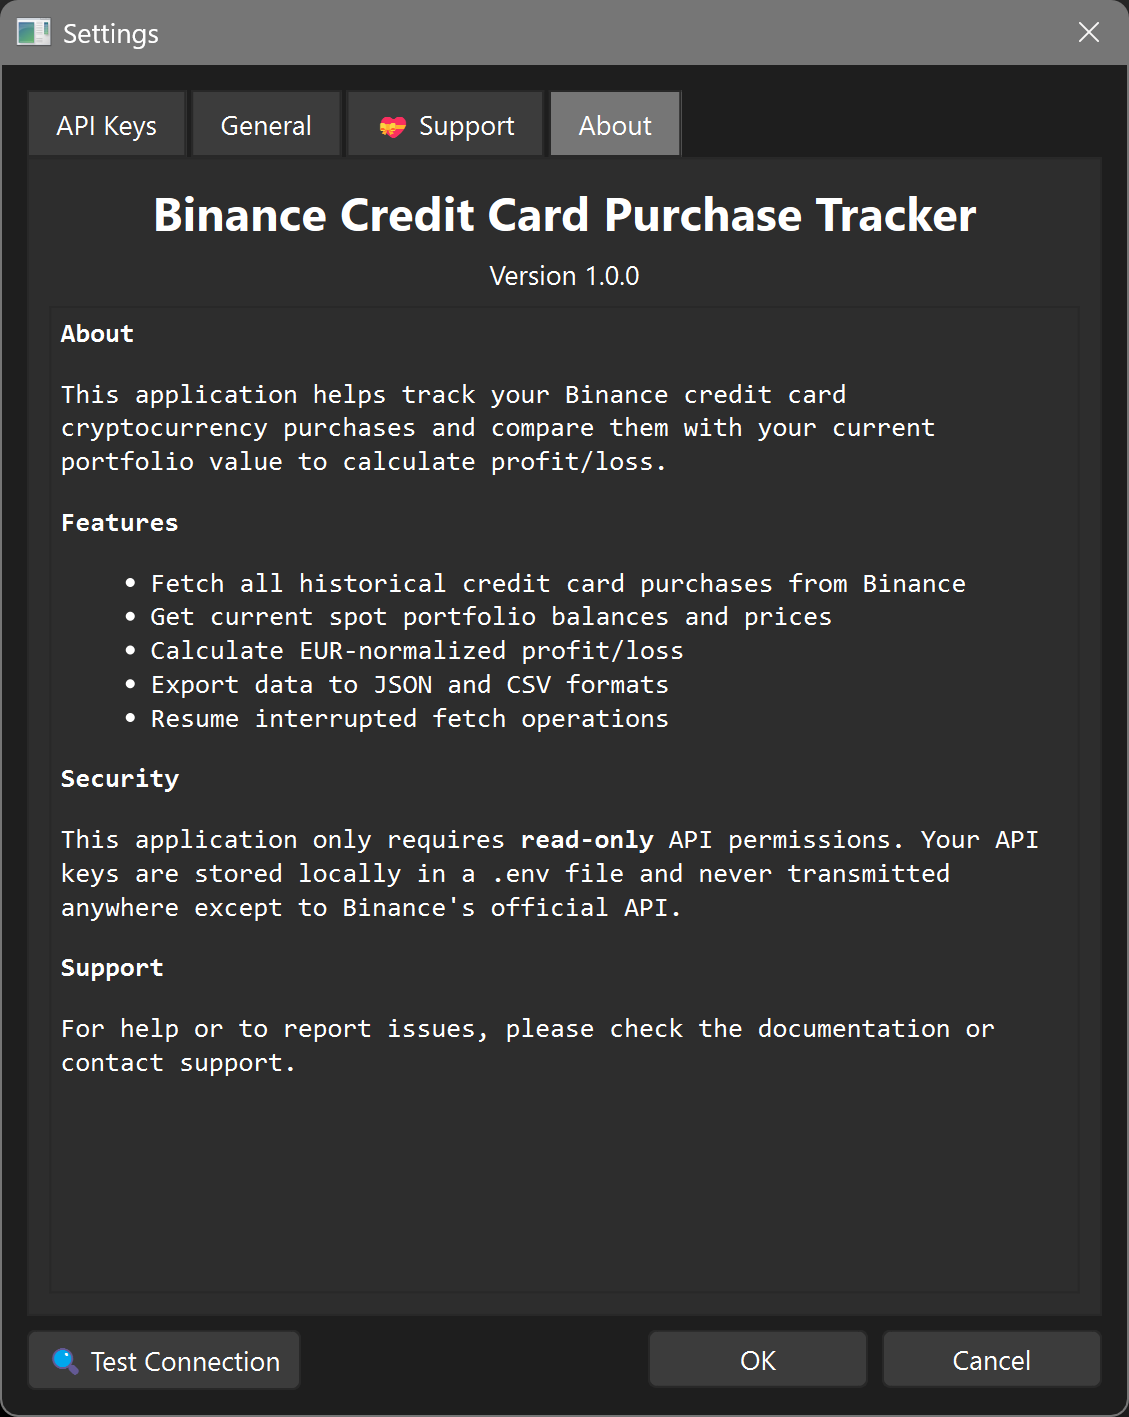 Settings
API Keys
General
Support
About
Binance Credit Card Purchase Tracker
Version 1.0.0
About
This application helps track your Binance credit card
cryptocurrency purchases and compare them with your current
portfolio value to calculate profit/loss.
Features
• Fetch all historical credit card purchases from Binance
• Get current spot portfolio balances and prices
• Calculate EUR-normalized profit/loss
• Export data to JSON and CSV formats
• Resume interrupted fetch operations
Security
This application only requires read-only API permissions. Your API
keys are stored locally in a .env file and never transmitted
anywhere except to Binance's official API.
Support
For help or to report issues, please check the documentation or
contact support.
Test Connection
OK
Cancel